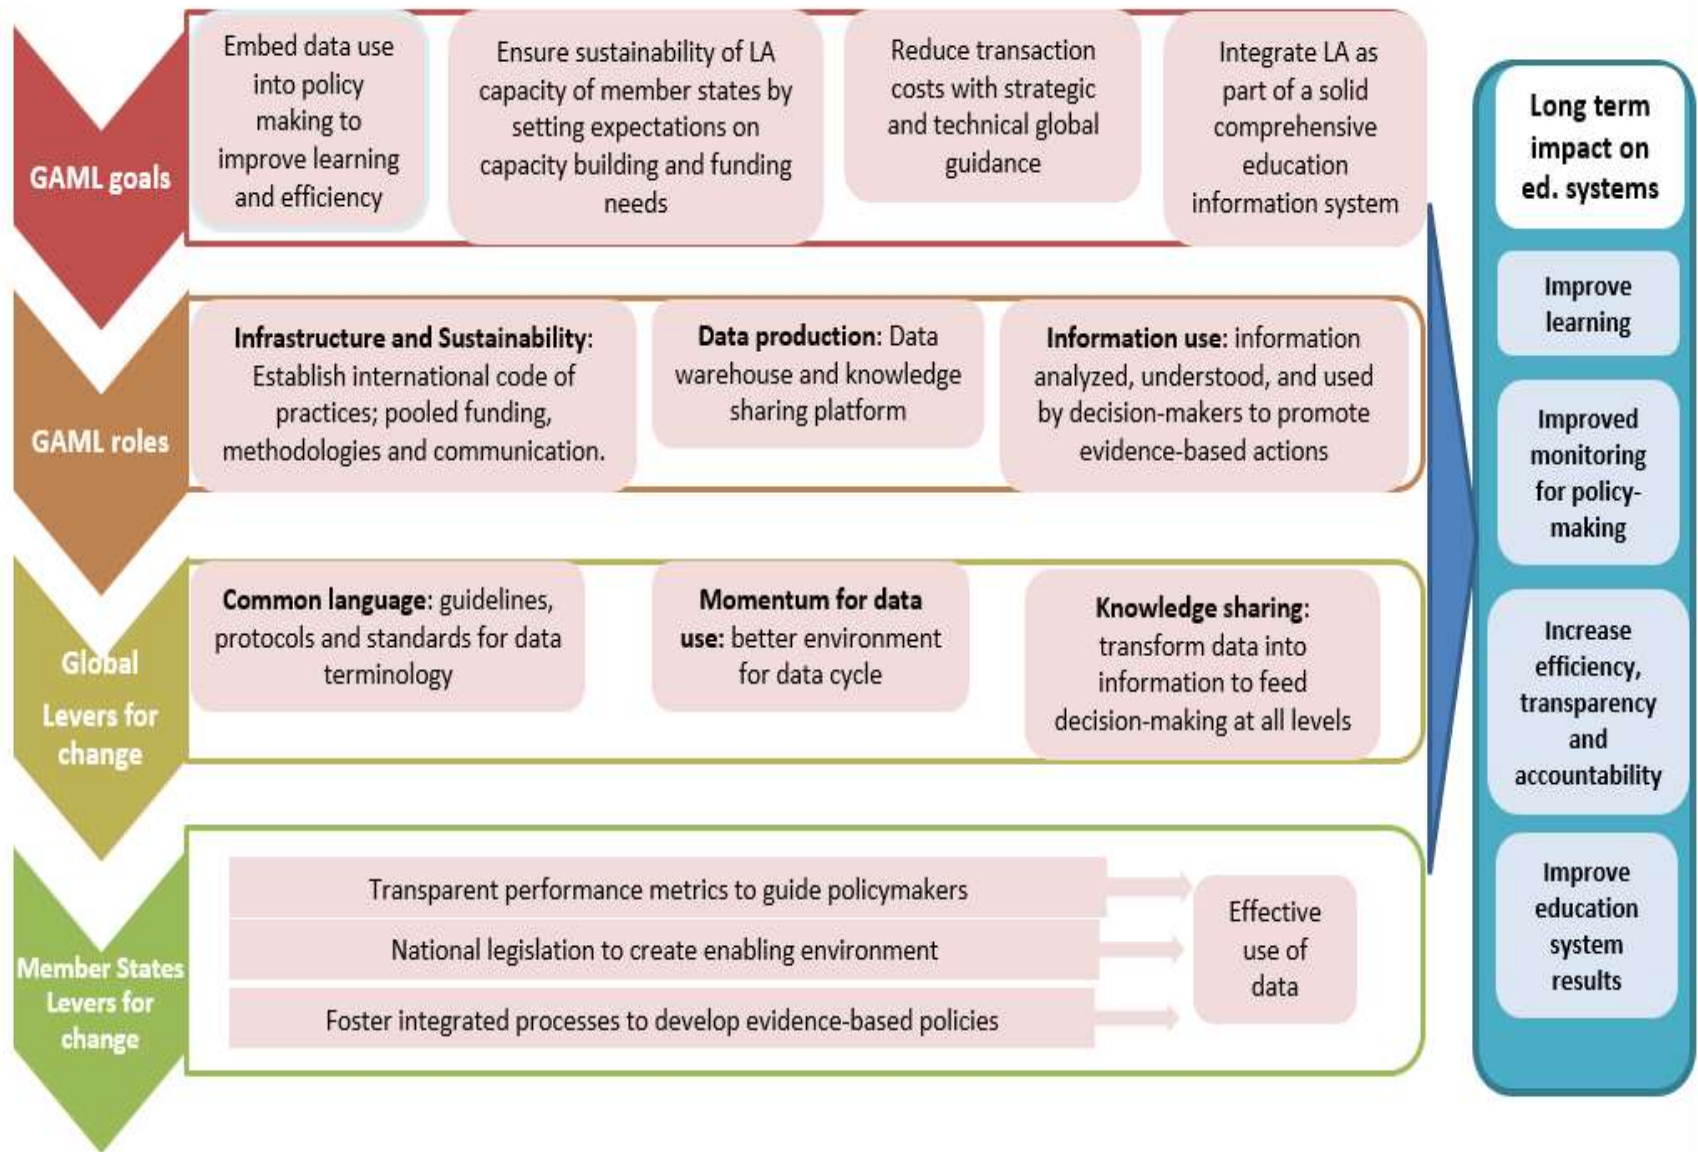 GAML goals
Embed data use
into policy
making to
improve learning
and efficiency
Ensure sustainability of LA
capacity of member states by
setting expectations on
capacity building and funding
needs
Reduce transaction
costs with strategic
and technical global
guidance
Integrate LA as
part of a solid
comprehensive
education
information system
GAML roles
Infrastructure and Sustainability:
Establish international code of
practices; pooled funding,
methodologies and communication.
Data production: Data
warehouse and knowledge
sharing platform
Information use: information
analyzed, understood, and used
by decision-makers to promote
evidence-based actions
Global
Levers for
change
Common language: guidelines,
protocols and standards for data
terminology
Momentum for data
use: better environment
for data cycle
Knowledge sharing:
transform data into
information to feed
decision-making at all levels
Member States
Levers for
change
Transparent performance metrics to guide policymakers
National legislation to create enabling environment
Foster integrated processes to develop evidence-based policies
Effective
use of
data
Long term
impact on
ed. systems
Improve
learning
Improved
monitoring
for policy-
making
Increase
efficiency,
transparency
and
accountability
Improve
education
system
results